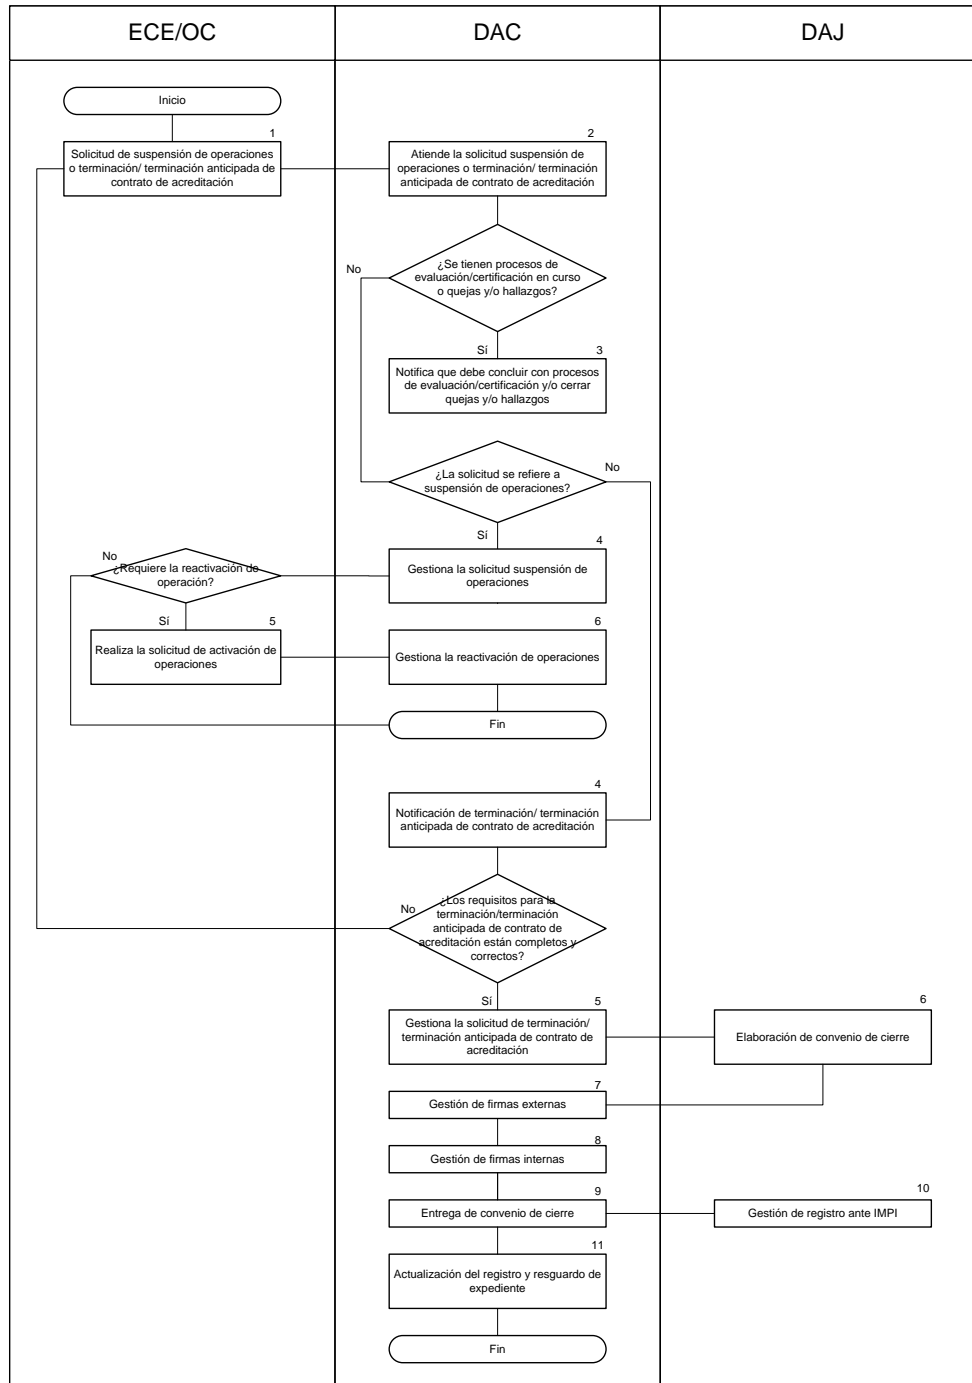 ECE/OC
DAC
DAJ
Inicio
1
Solicitud de suspensión de operaciones
o terminación/ terminación anticipada de
contrato de acreditación
2
Atiende la solicitud suspensión de
operaciones o terminación/ terminación
anticipada de contrato de acreditación
¿Se tienen procesos de
evaluación/certificación en curso
o quejas y/o hallazgos?
No
Sí
3
Notifica que debe concluir con procesos
de evaluación/certificación y/o cerrar
quejas y/o hallazgos
¿La solicitud se refiere a
suspensión de operaciones?
No
Sí
4
Gestiona la solicitud suspensión de
operaciones
No
¿Requiere la reactivación de
operación?
Sí
5
Realiza la solicitud de activación de
operaciones
6
Gestiona la reactivación de operaciones
Fin
4
Notificación de terminación/ terminación
anticipada de contrato de acreditación
No
¿Los requisitos para la
terminación/terminación
anticipada de contrato de
acreditación están completos y
correctos?
Sí
5
Gestiona la solicitud de terminación/
terminación anticipada de contrato de
acreditación
6
Elaboración de convenio de cierre
7
Gestión de firmas externas
8
Gestión de firmas internas
9
Entrega de convenio de cierre
10
Gestión de registro ante IMPI
11
Actualización del registro y resguardo de
expediente
Fin